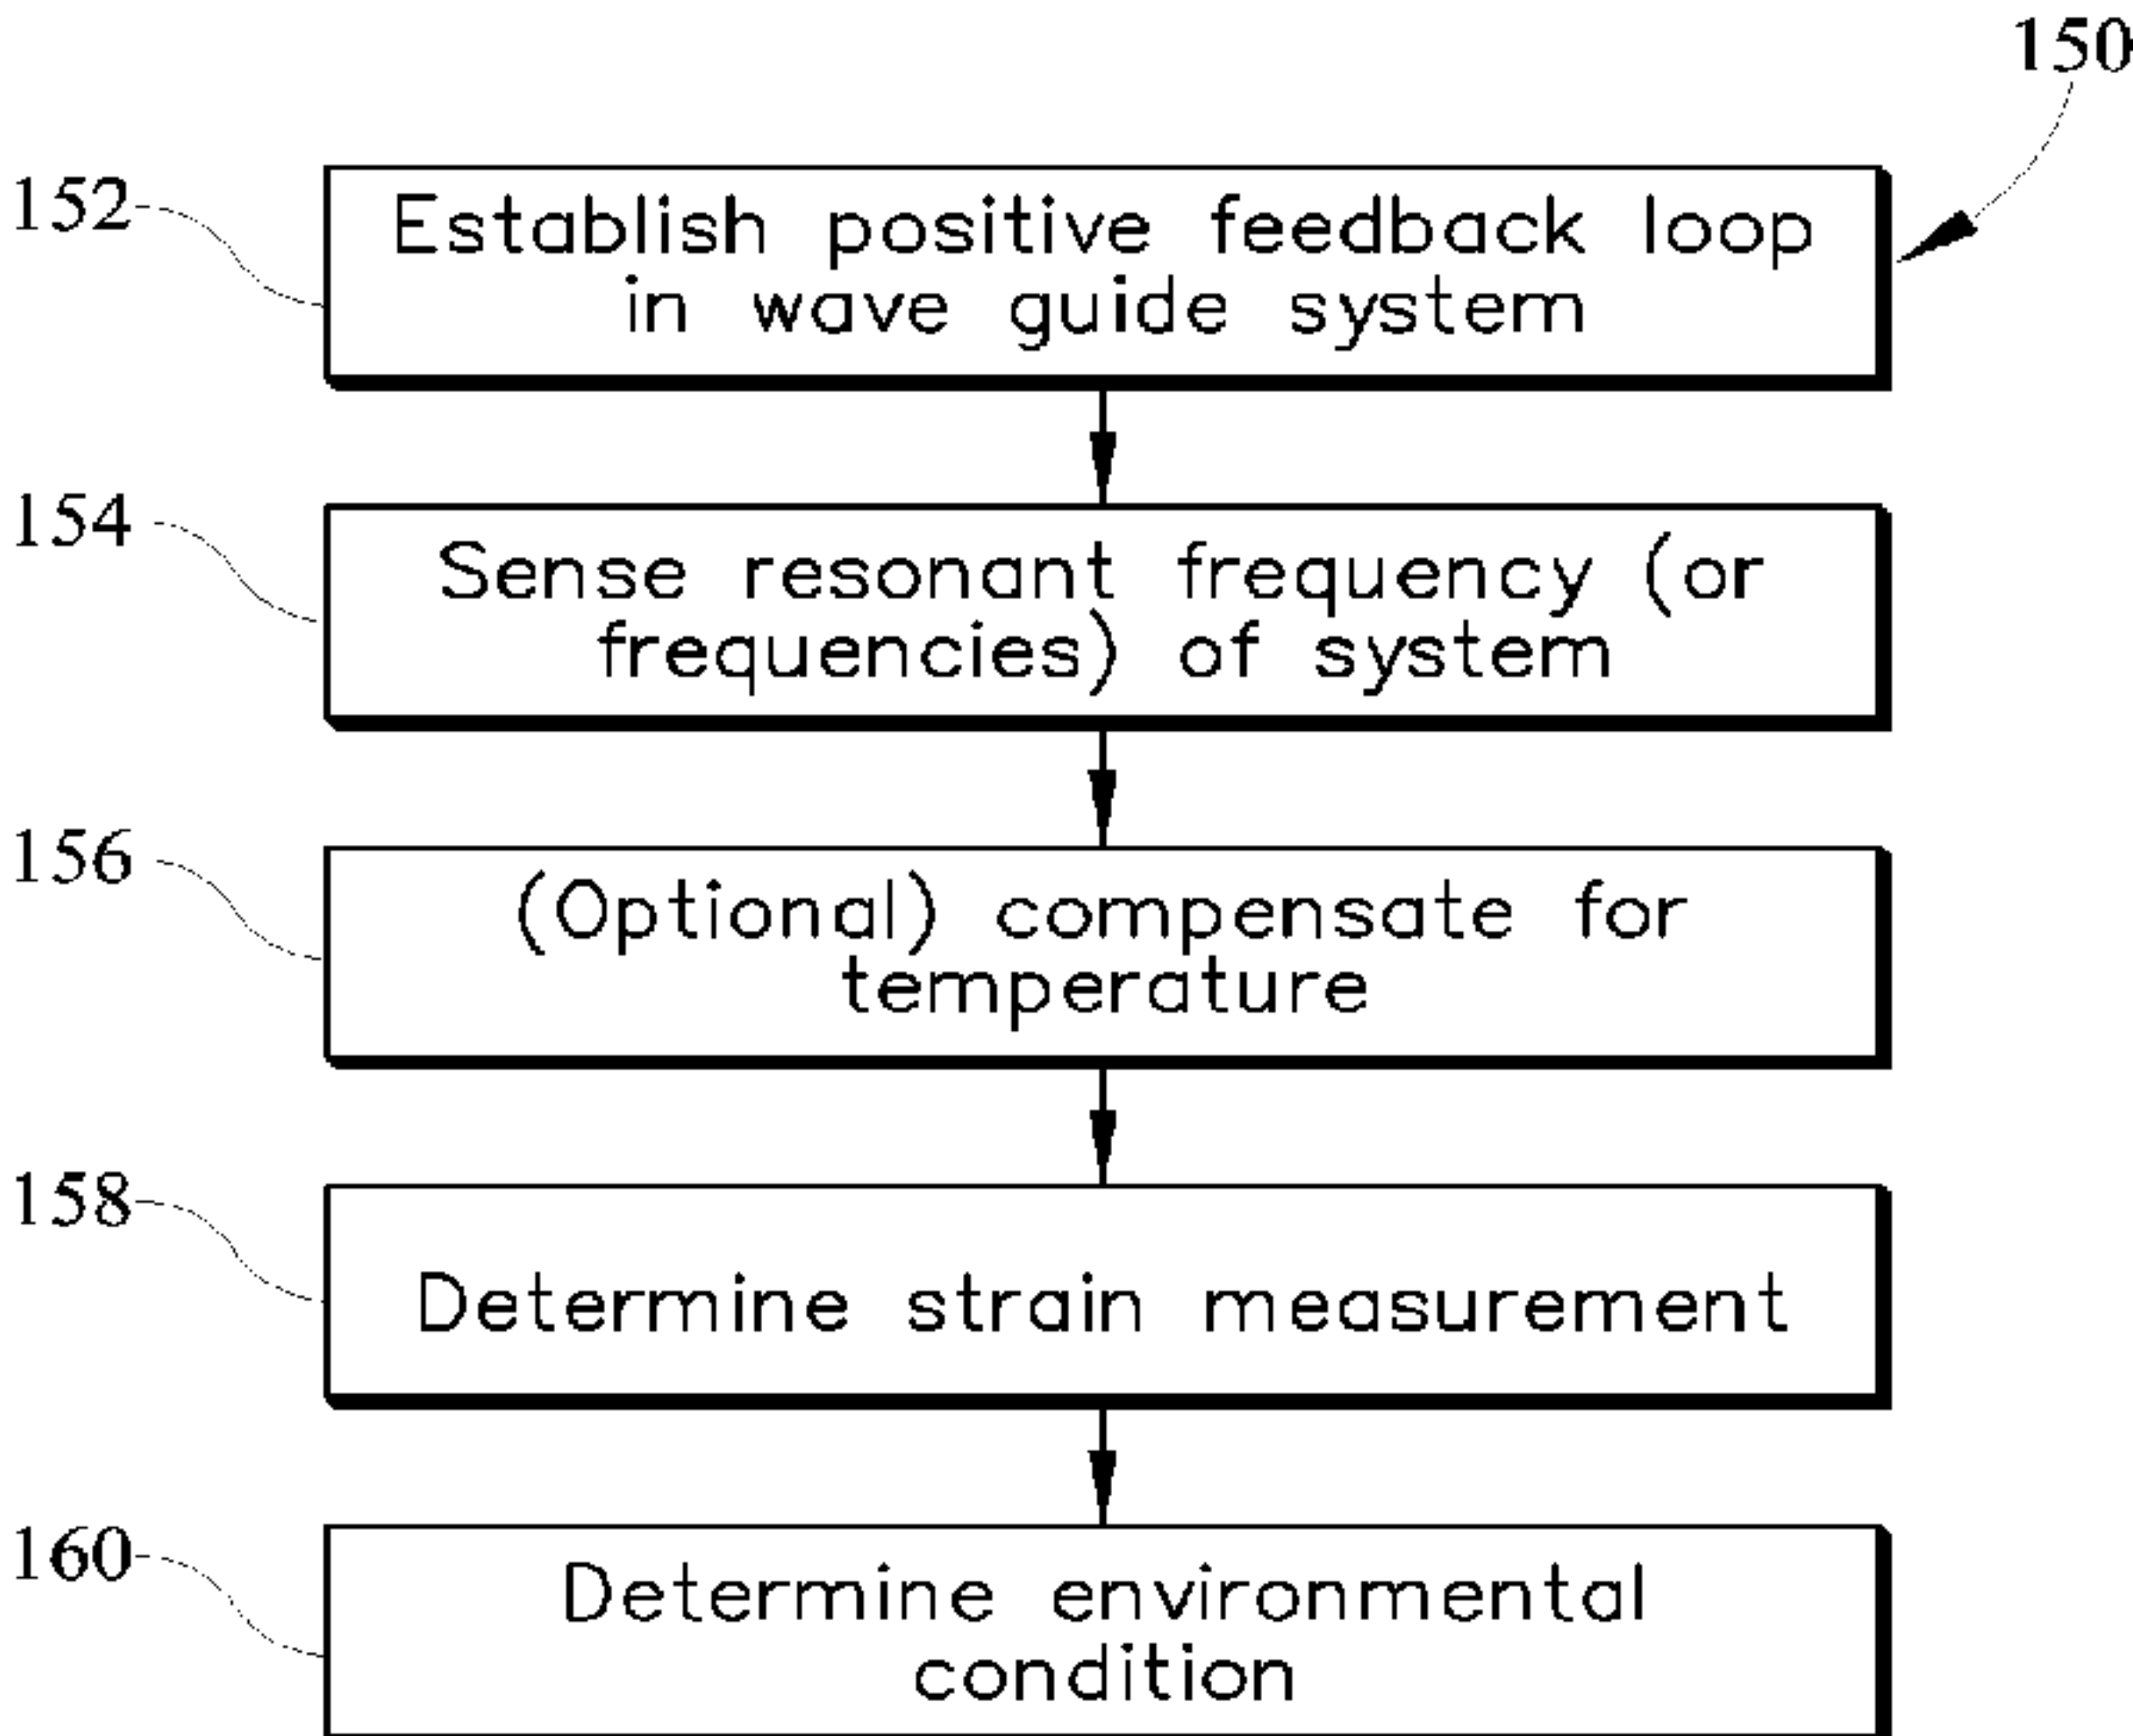 150
152
Establish positive feedback loop
in wave guide system
154
Sense resonant frequency (or
frequencies) of system
156
(Optional) compensate for
temperature
158
Determine strain measurement
160
Determine environmental
condition